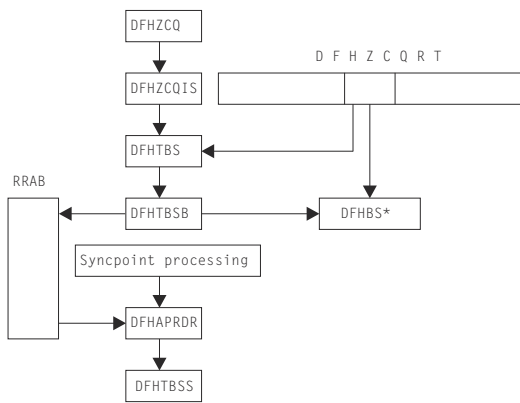 DFHZCQ
D F H Z C Q R T
DFHZCQIS
DFHTBS
RRAB
DFHTBSB
DFHBS*
Syncpoint processing
DFHAPRDR
DFHTBSS